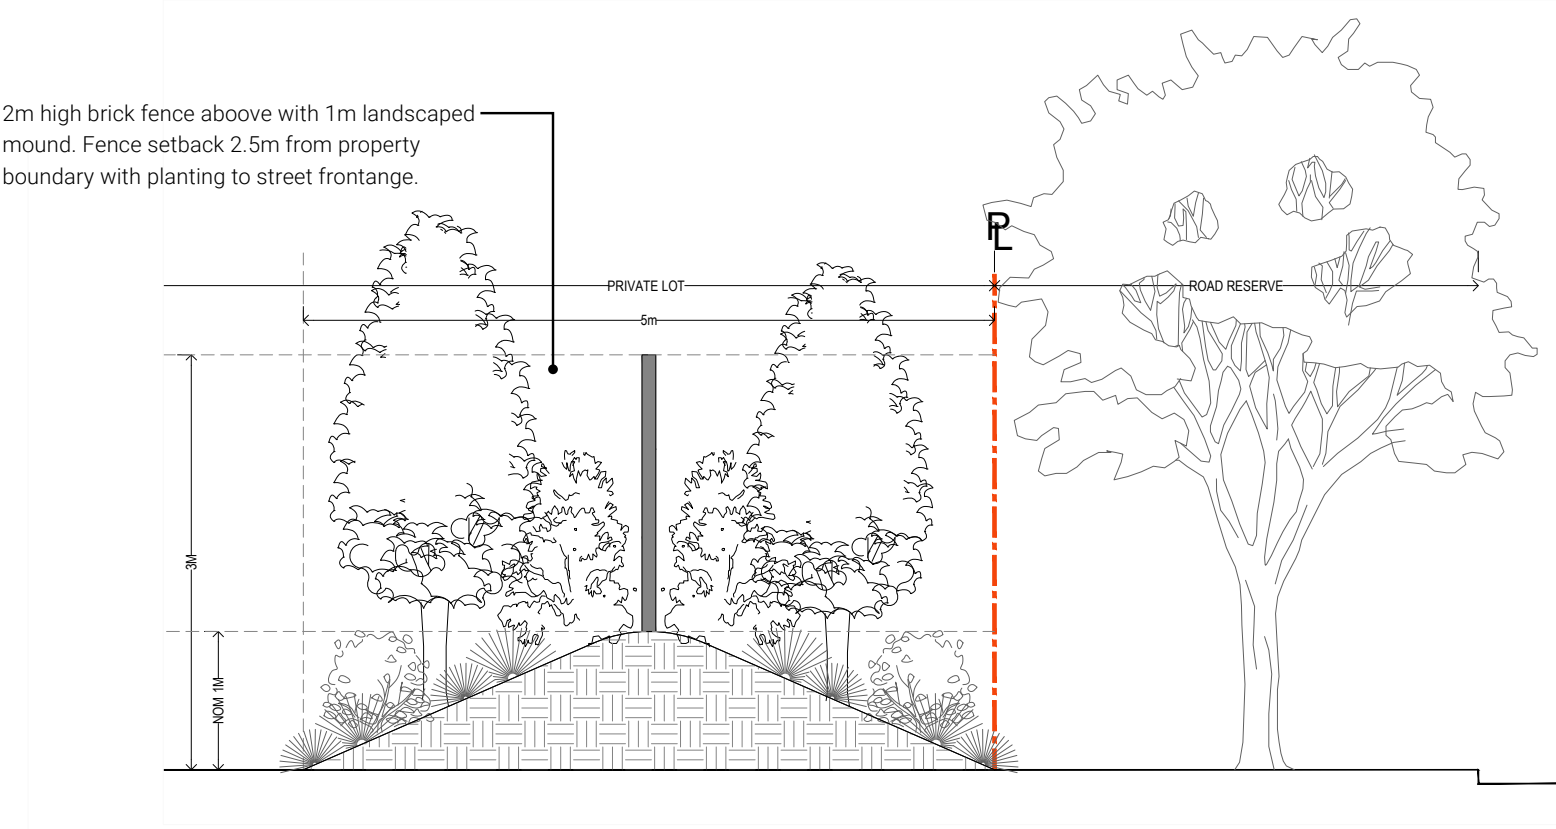 2m high brick fence aboove with 1m landscaped
mound. Fence setback 2.5m from property
boundary with planting to street frontange.
PL
PRIVATE LOT
ROAD RESERVE
5m
3M
NOM 1M